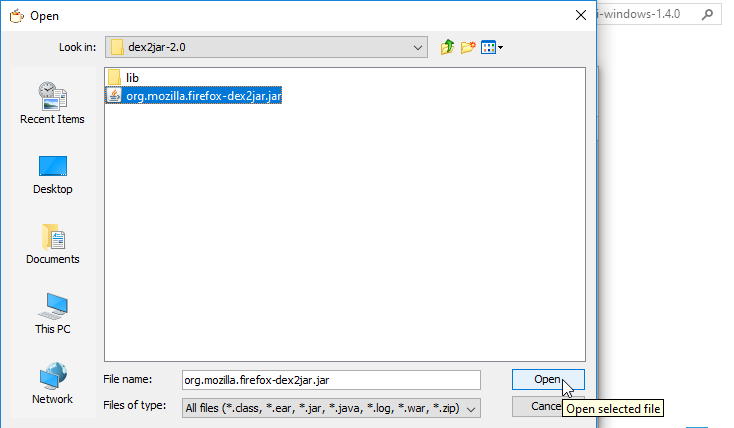 Open
i-windows-1.4.0
Look in:
dex2jar-2.0
lib
org.mozilla.firefox-dex2jar.jar
Recent Items
Desktop
Documents
This PC
Network
File name:
org.mozilla.firefox-dex2jar.jar
Open
Files of type:
All files (*.class, *.ear, *.jar, *.java, *.log, *.war, *.zip)
Cance
Open selected file